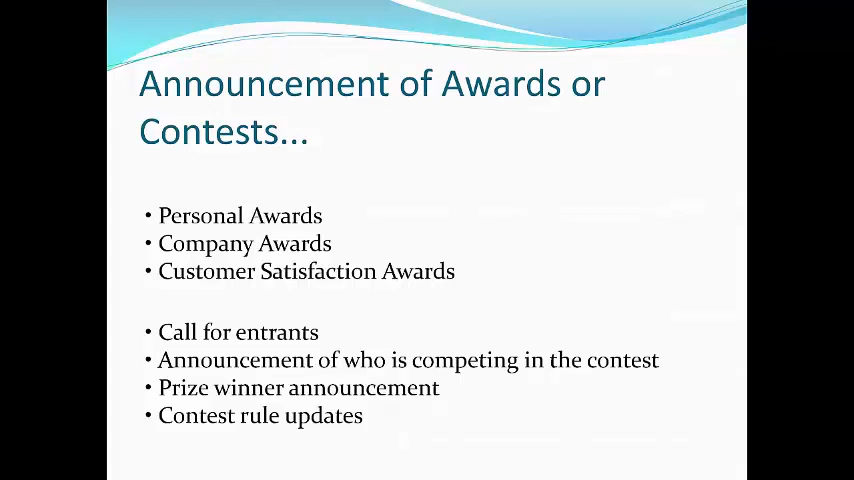 Announcement of Awards or
Contests...
• Personal Awards
• Company Awards
• Customer Satisfaction Awards
• Call for entrants
• Announcement of who is competing in the contest
• Prize winner announcement
• Contest rule updates